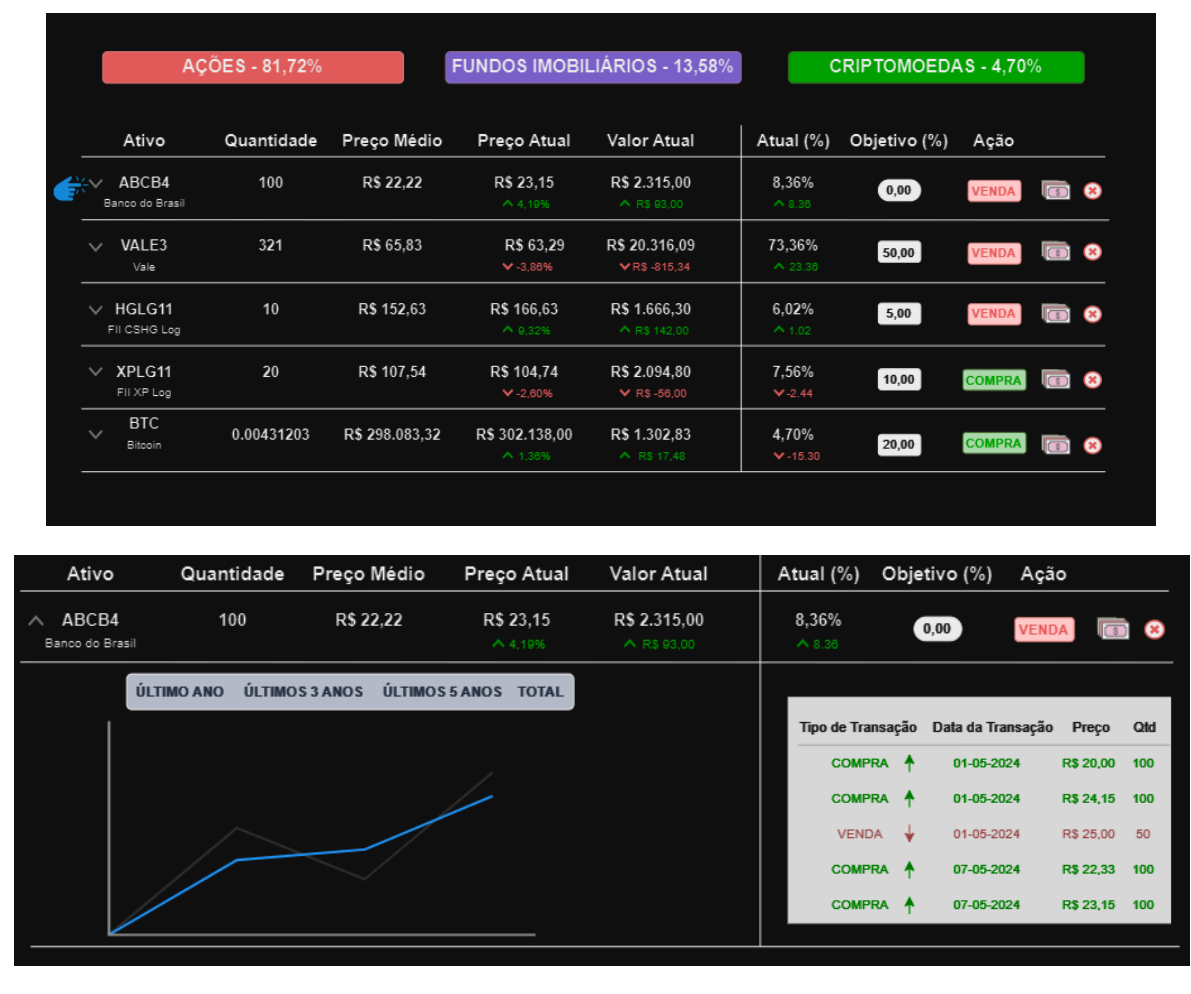 AÇÕES - 81,72% FUNDOS IMOBILIÁRIOS - 13,58% CRIPTOMOEDAS - 4,70%
Ativo Quantidade Preço Médio Preço Atual Valor Atual Atual (%) Objetivo (%) Ação
ABCB4 100 R$ 22,22 R$ 23,15 R$ 2.315,00 8,36% 0,00 VENDA
Banco do Brasil 4,19% R$ 93,00 8.36
VALE3 321 R$ 65,83 R$ 63,29 R$ 20.316,09 73,36% 50,00 VENDA
Vale -3,86% R$ -815,34 23.36
HGLG11 10 R$ 152,63 R$ 166,63 R$ 1.666,30 6,02% 5,00 VENDA
FII CSHG Log 9,32% R$ 142,00 1.02
XPLG11 20 R$ 107,54 R$ 104,74 R$ 2.094,80 7,56% 10,00 COMPRA
FII XP Log -2,60% R$ -56,00 -2.44
BTC 0.00431203 R$ 298.083,32 R$ 302.138,00 R$ 1.302,83 4,70% 20,00 COMPRA
Bitcoin 1,36% R$ 17,48 -15.30
Ativo Quantidade Preço Médio Preço Atual Valor Atual Atual (%) Objetivo (%) Ação
ABCB4 100 R$ 22,22 R$ 23,15 R$ 2.315,00 8,36% 0,00 VENDA
Banco do Brasil 4,19% R$ 93,00 8.36
ÚLTIMO ANO ÚLTIMOS 3 ANOS ÚLTIMOS 5 ANOS TOTAL
Tipo de Transação Data da Transação Preço Qtd
COMPRA 01-05-2024 R$ 20,00 100
COMPRA 01-05-2024 R$ 24,15 100
VENDA 01-05-2024 R$ 25,00 50
COMPRA 07-05-2024 R$ 22,33 100
COMPRA 07-05-2024 R$ 23,15 100